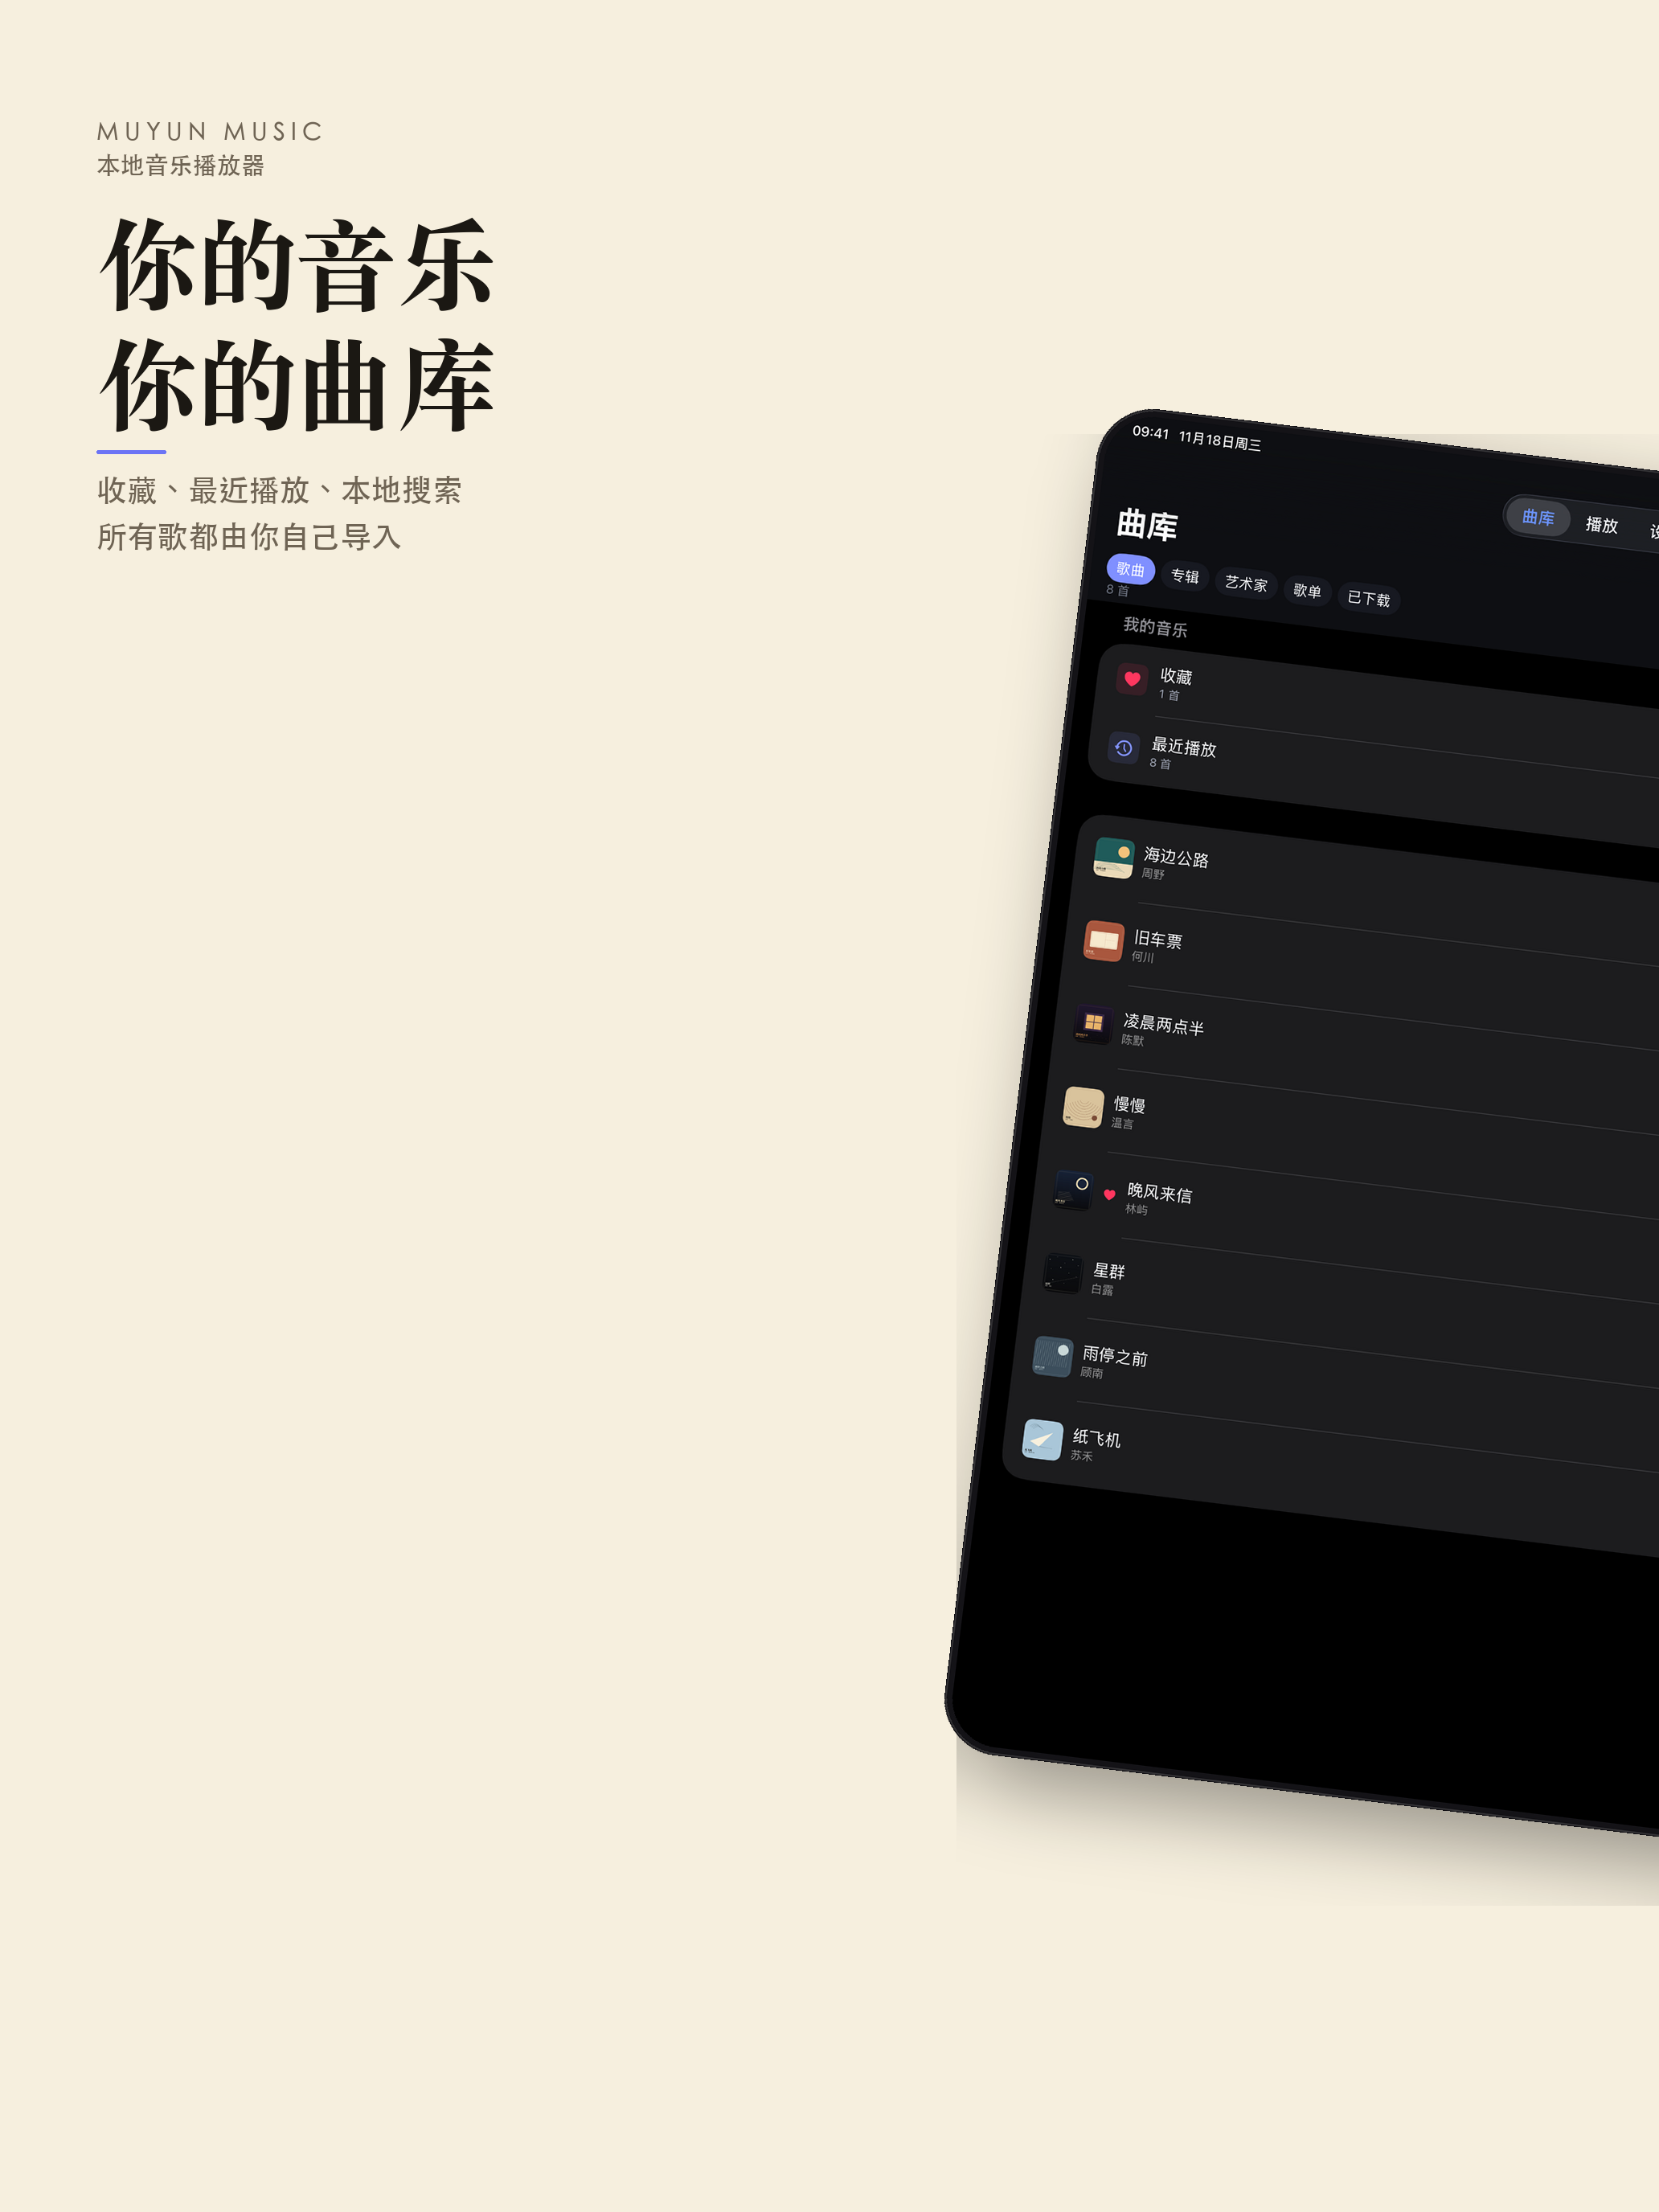 MUYUN MUSIC
本地音乐播放器
你的音乐
你的曲库
收藏、最近播放、本地搜索
所有歌都由你自己导入
09:41 11月18日周三
曲库 播放
曲库
歌曲 专辑 艺术家 歌单 已下载
8 首
我的音乐
收藏
1 首
最近播放
8 首
海边公路
周野
旧车票
何川
凌晨两点半
陈默
慢慢
温言
晚风来信
林屿
星群
白露
雨停之前
顾南
纸飞机
苏禾